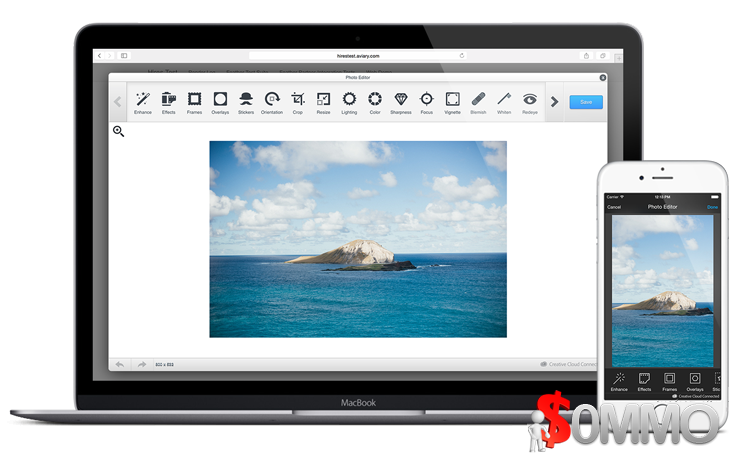 hirestest.aviary.com
Photo Editor
Enhance Effects Frames Overlays Stickers Orientation Crop Resize Lighting Color Sharpness Focus Vignette Blemish Whiten Redeye
Save
Creative Cloud Connected
MacBook
Carrier 12:15 PM
Cancel Photo Editor Done
Enhance Effects Frames Overlays Stic
Creative Cloud Connected
$OMMO